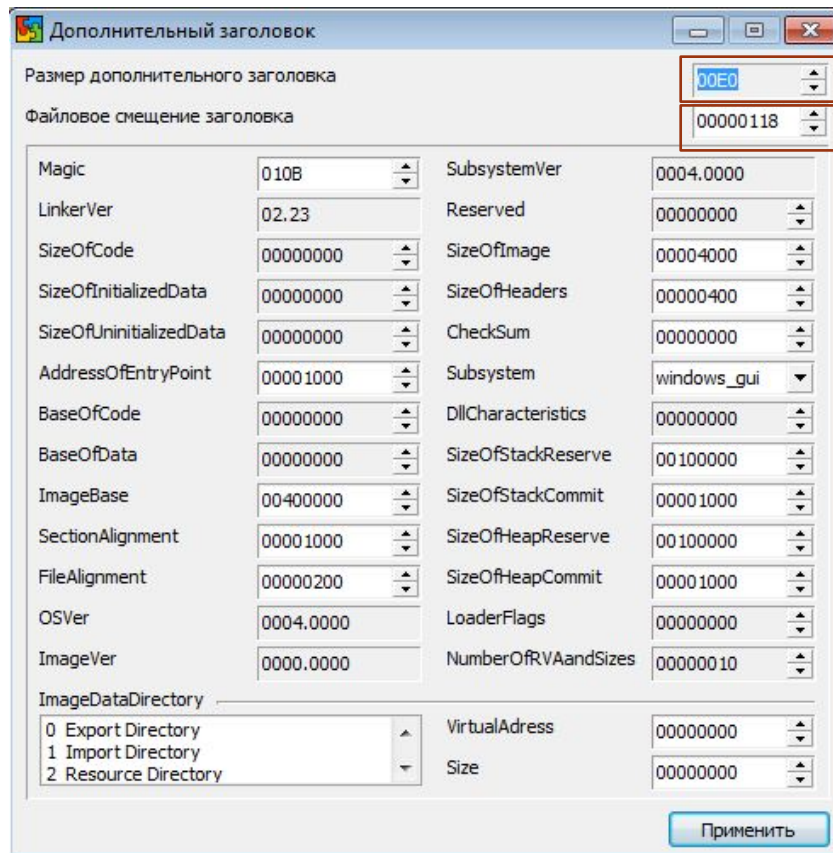 Дополнительный заголовок
Размер дополнительного заголовка 00E0
Файловое смещение заголовка 00000118
Magic 010B SubsystemVer 0004.0000
LinkerVer 02.23 Reserved 00000000
SizeOfCode 00000000 SizeOfImage 00004000
SizeOfInitializedData 00000000 SizeOfHeaders 00000400
SizeOfUninitializedData 00000000 CheckSum 00000000
AddressOfEntryPoint 00001000 Subsystem windows_gui
BaseOfCode 00000000 DllCharacteristics 00000000
BaseOfData 00000000 SizeOfStackReserve 00100000
ImageBase 00400000 SizeOfStackCommit 00001000
SectionAlignment 00001000 SizeOfHeapReserve 00100000
FileAlignment 00000200 SizeOfHeapCommit 00001000
OSVer 0004.0000 LoaderFlags 00000000
ImageVer 0000.0000 NumberOfRVAandSizes 00000010
ImageDataDirectory
0 Export Directory VirtualAdress 00000000
1 Import Directory
2 Resource Directory Size 00000000
Применить